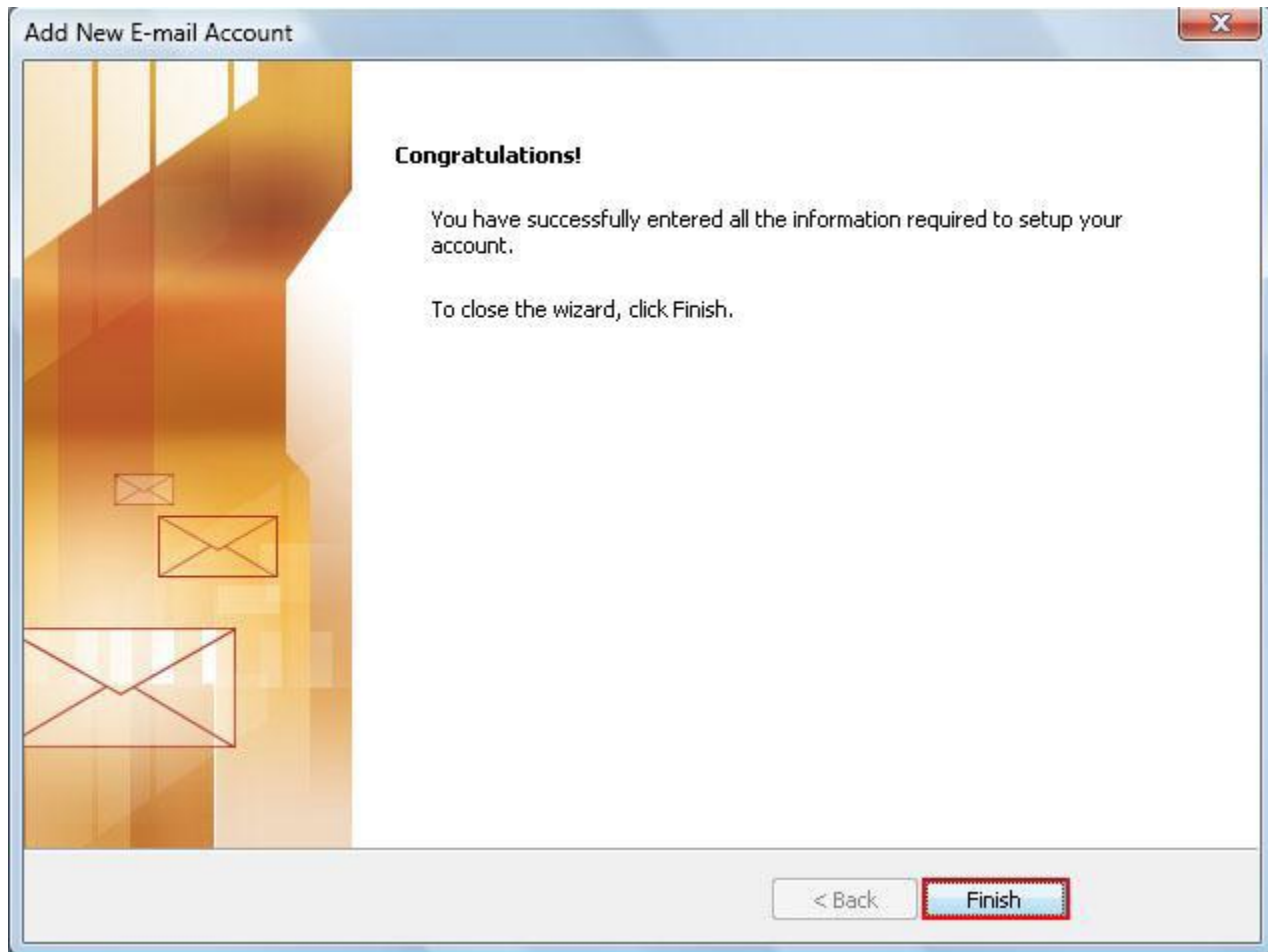 Add New E-mail Account
X
Congratulations!
You have successfully entered all the information required to setup your
account.
To close the wizard, click Finish.
< Back
Finish